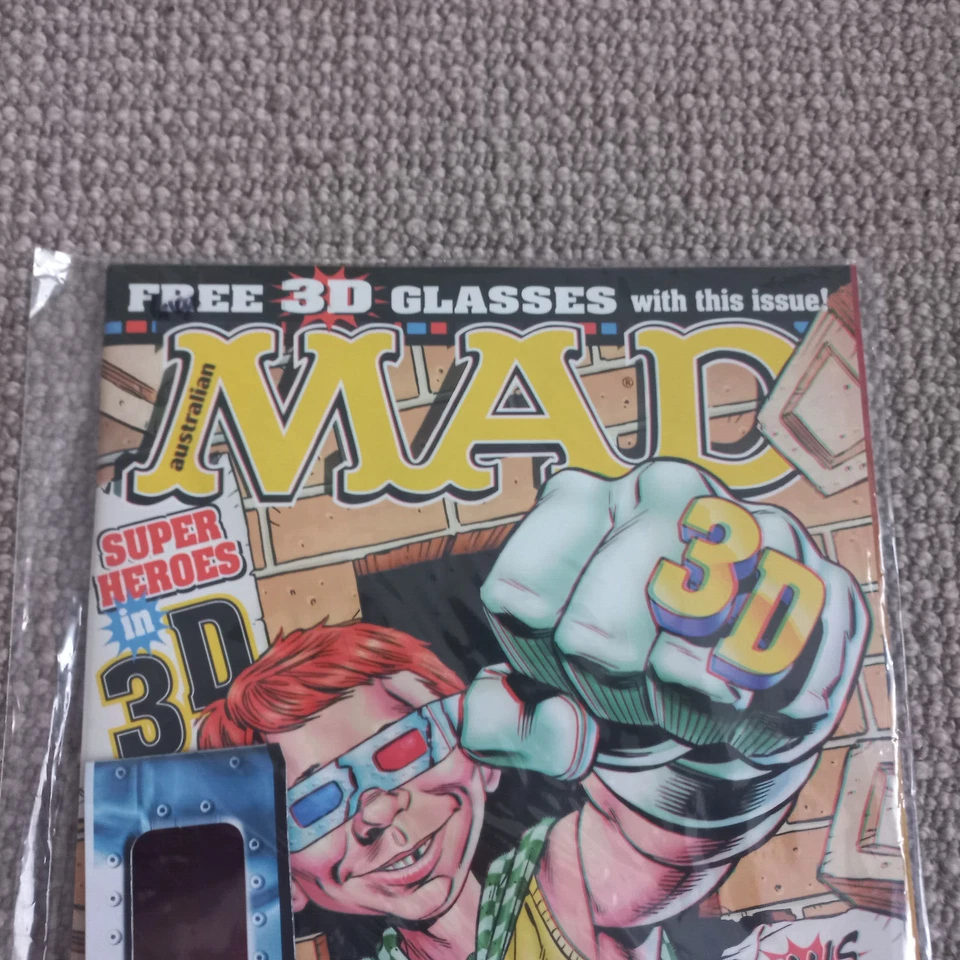 FREE 3D GLASSES with this issue!
australian
MAD
®
SUPER
HEROES
in
3D
3D